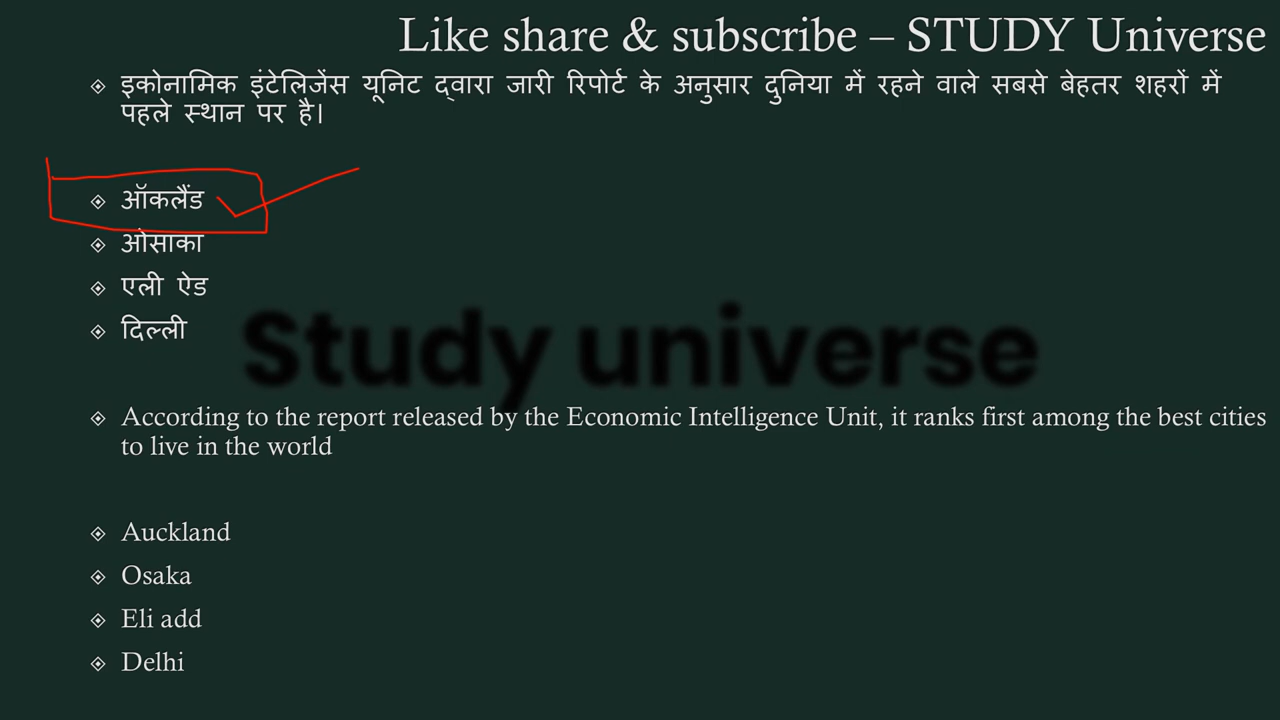 Like share & subscribe – STUDY Universe
इकोनामिक इंटेलिजेंस यूनिट द्वारा जारी रिपोर्ट के अनुसार दुनिया में रहने वाले सबसे बेहतर शहरों में
पहले स्थान पर है।
ऑकलैंड
ओसाका
एली ऐड
दिल्ली
Study universe
According to the report released by the Economic Intelligence Unit, it ranks first among the best cities
to live in the world
Auckland
Osaka
Eli add
Delhi